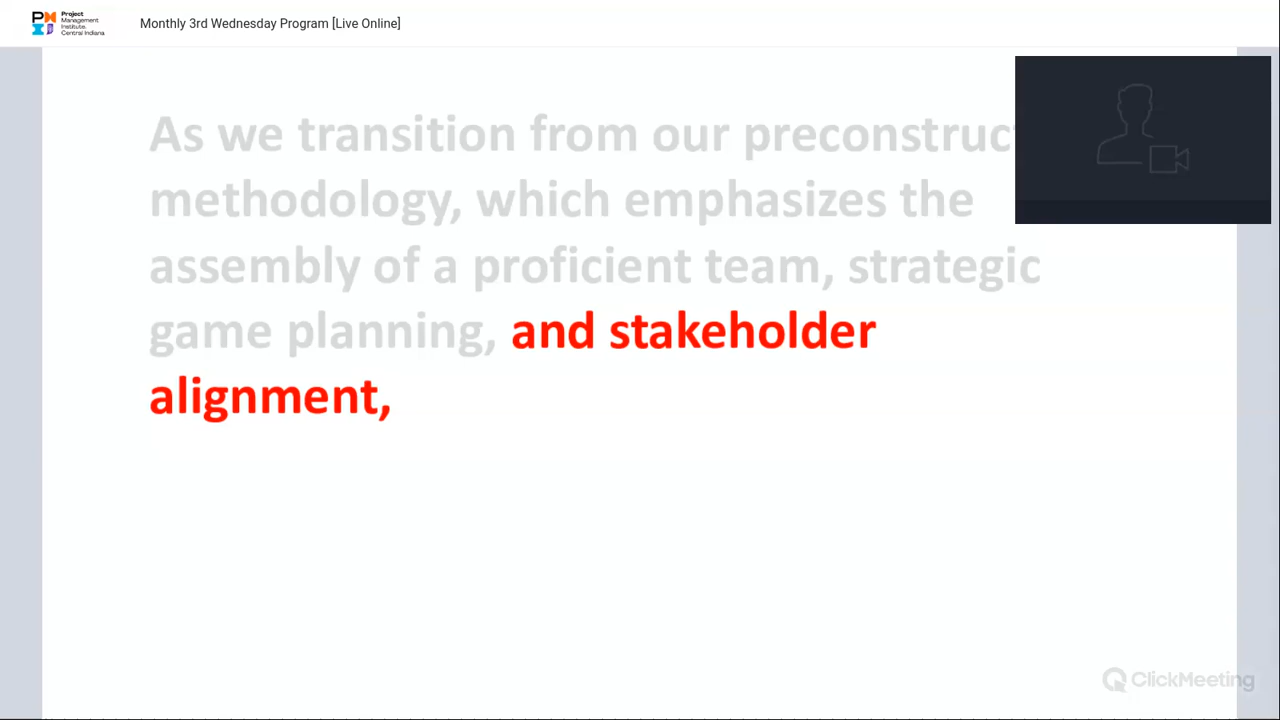 Project
Management
Institute.
Central Indiana
Monthly 3rd Wednesday Program [Live Online]
As we transition from our
methodology, which emphasizes the
assembly of a proficient team, strategic
game planning, and stakeholder
alignment,
ClickMeeting